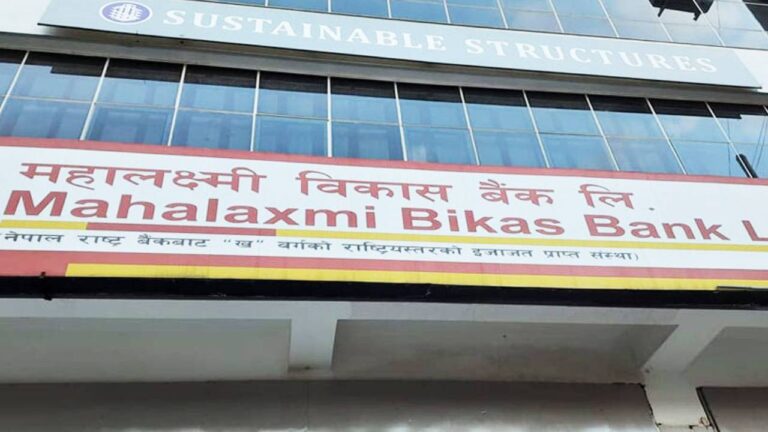 SUSTAINABLE STRUCTURES
महालक्ष्मी विकास बैंक लि.
Mahalaxmi Bikas Bank L
नेपाल राष्ट्र बैंकबाट "ख" वर्गको राष्ट्रियस्तरको इजाजत प्राप्त संस्था)